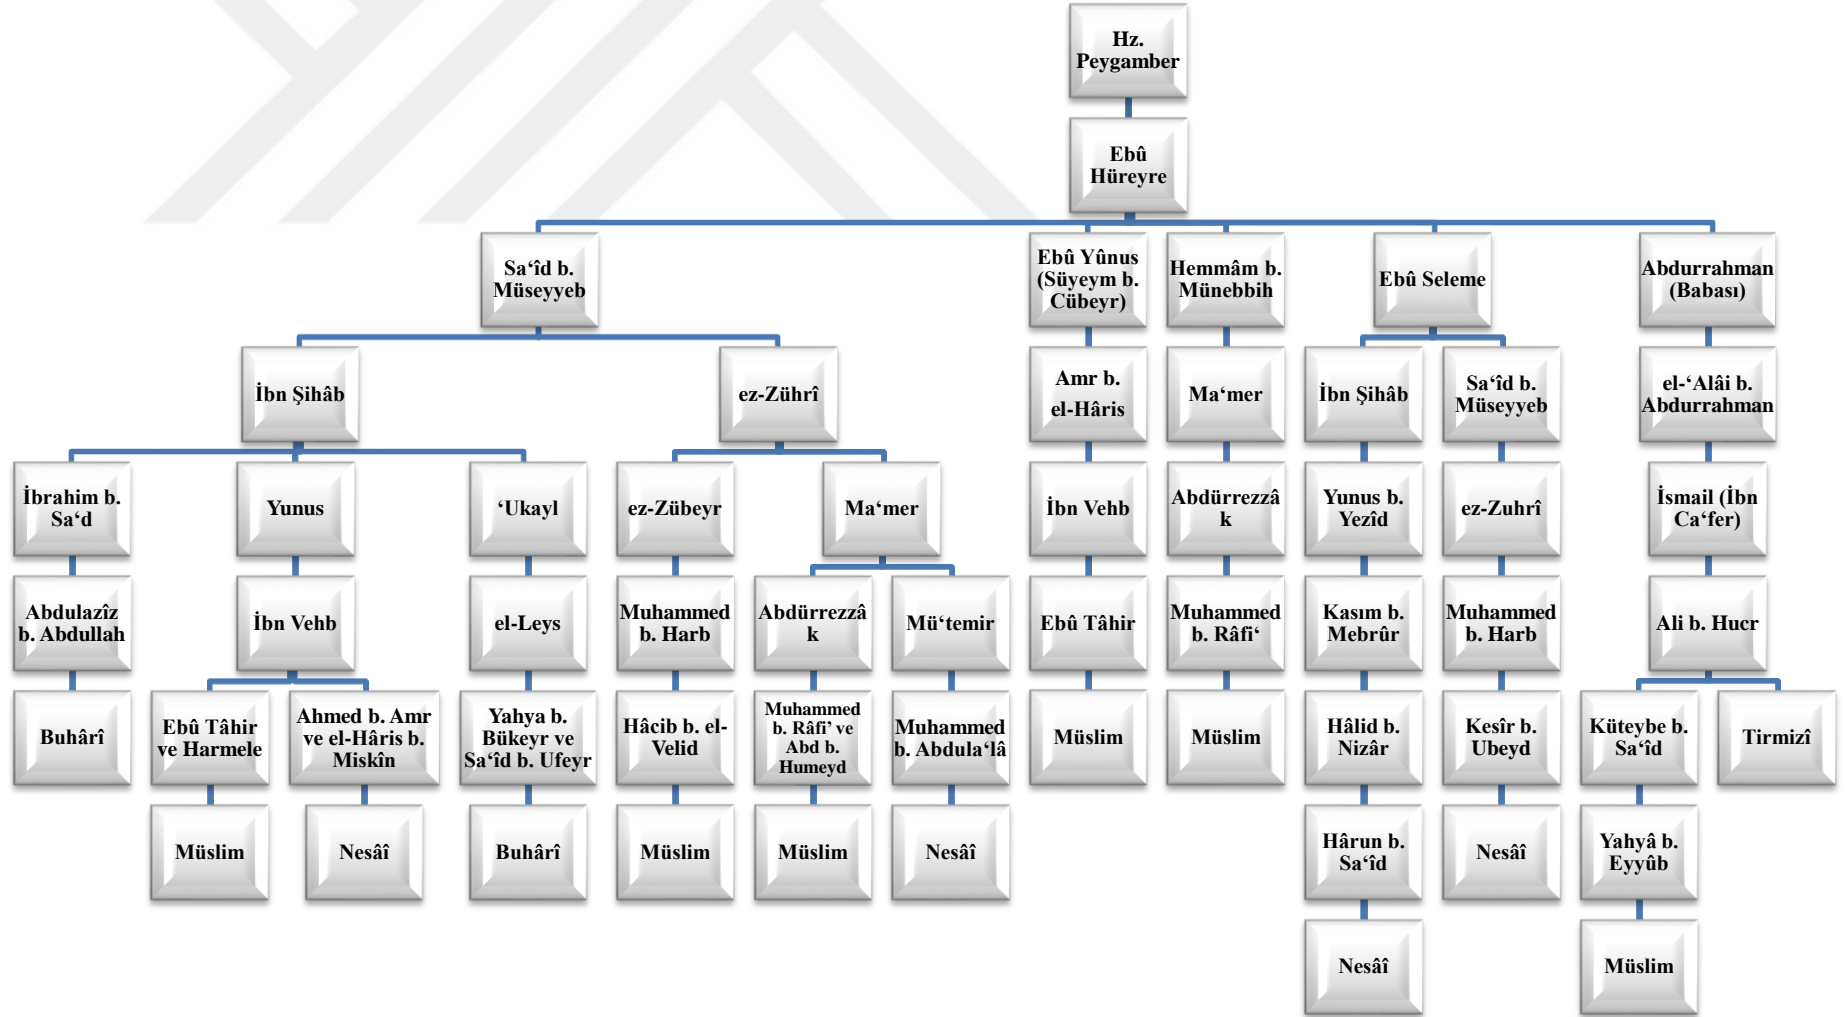 Hz.
Peygamber
Ebû
Hüreyre
Sa‘îd b.
Müseyyeb
Ebû Yûnus
(Süyeym b.
Cübeyr)
Hemmâm b.
Münebbih
Ebû Seleme
Abdurrahman
(Babası)
İbn Şihâb
ez-Zührî
Amr b.
el-Hâris
Ma‘mer
İbn Şihâb
Sa‘îd b.
Müseyyeb
el-‘Alâi b.
Abdurrahman
İbrahim b.
Sa‘d
Yunus
‘Ukayl
ez-Zübeyr
Ma‘mer
İbn Vehb
Abdürrezzâ
k
Yunus b.
Yezîd
ez-Zuhrî
İsmail (İbn
Ca‘fer)
Abdulazîz
b. Abdullah
İbn Vehb
el-Leys
Muhammed
b. Harb
Abdürrezzâ
k
Mü‘temir
Ebû Tâhir
Muhammed
b. Râfi‘
Kasım b.
Mebrûr
Muhammed
b. Harb
Ali b. Hucr
Buhârî
Ebû Tâhir
ve Harmele
Ahmed b. Amr
ve el-Hâris b.
Miskîn
Yahya b.
Bükeyr ve
Sa‘îd b. Ufeyr
Hâcib b. el-
Velid
Muhammed
b. Râfi’ ve
Abd b.
Humeyd
Muhammed
b. Abdula‘lâ
Müslim
Müslim
Hâlid b.
Nizâr
Kesîr b.
Ubeyd
Küteybe b.
Sa‘îd
Tirmizî
Müslim
Nesâî
Buhârî
Müslim
Müslim
Nesâî
Hârun b.
Sa‘îd
Nesâî
Yahyâ b.
Eyyûb
Nesâî
Müslim